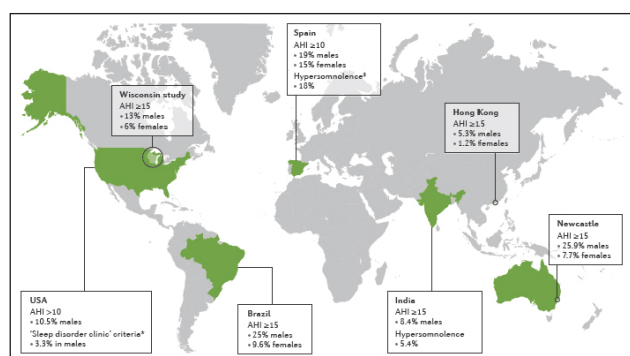 Spain
AHI ≥10
• 19% males
• 15% females
Hypersomnolence‡
• 18%
Wisconsin study
AHI ≥15
• 13% males
• 6% females
Hong Kong
AHI ≥15
• 5.3% males
• 1.2% females
Newcastle
AHI ≥15
• 25.9% males
• 7.7% females
USA
AHI >10
• 10.5% males
'Sleep disorder clinic' criteria*
• 3.3% in males
Brazil
AHI ≥15
• 25% males
• 9.6% females
India
AHI ≥15
• 8.4% males
Hypersomnolence
• 5.4%